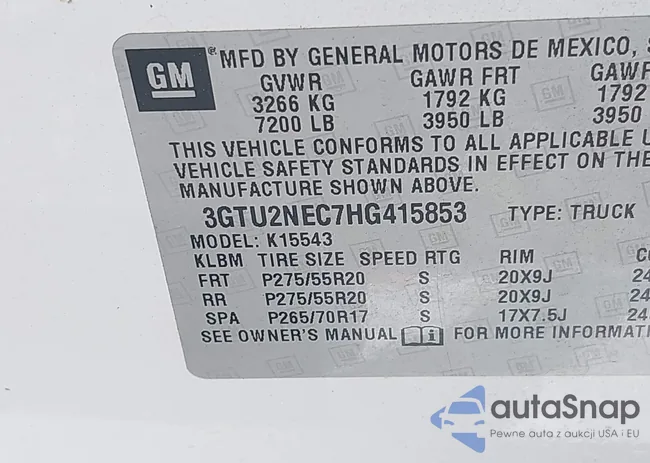 GM
® MFD BY GENERAL MOTORS DE MEXICO,
GVWR GAWR FRT
3266 KG 1792 KG 1792
7200 LB 3950 LB 3950
THIS VEHICLE CONFORMS TO ALL APPLICABLE
VEHICLE SAFETY STANDARDS IN EFFECT ON THE
MANUFACTURE SHOWN ABOVE.
3GTU2NEC7HG415853 TYPE: TRUCK
MODEL: K15543
KLBM TIRE SIZE SPEED RTG RIM
FRT P275/55R20 S 20X9J 24
RR P275/55R20 S 20X9J 24
SPA P265/70R17 S 17X7.5J 24
SEE OWNER'S MANUAL i FOR MORE
autaSnap
Pewne auta z aukcji USA i EU